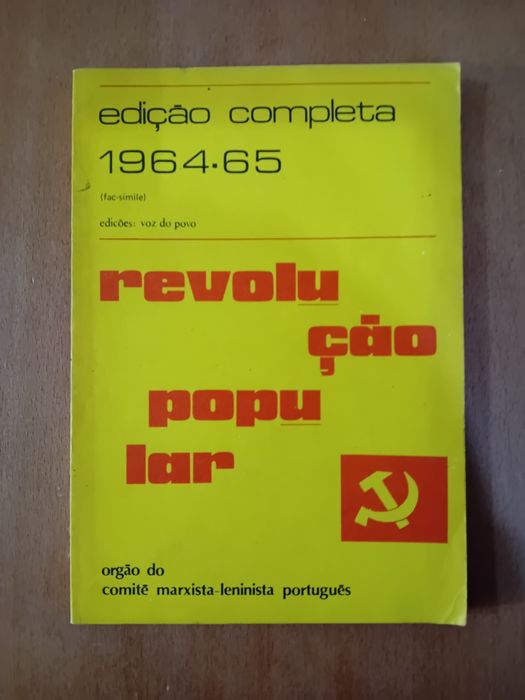 edição completa
1964.65
(fac-simile)
edicões: voz do povo
revolu
ção
popu
lar
orgão do
comitê marxista-leninista português